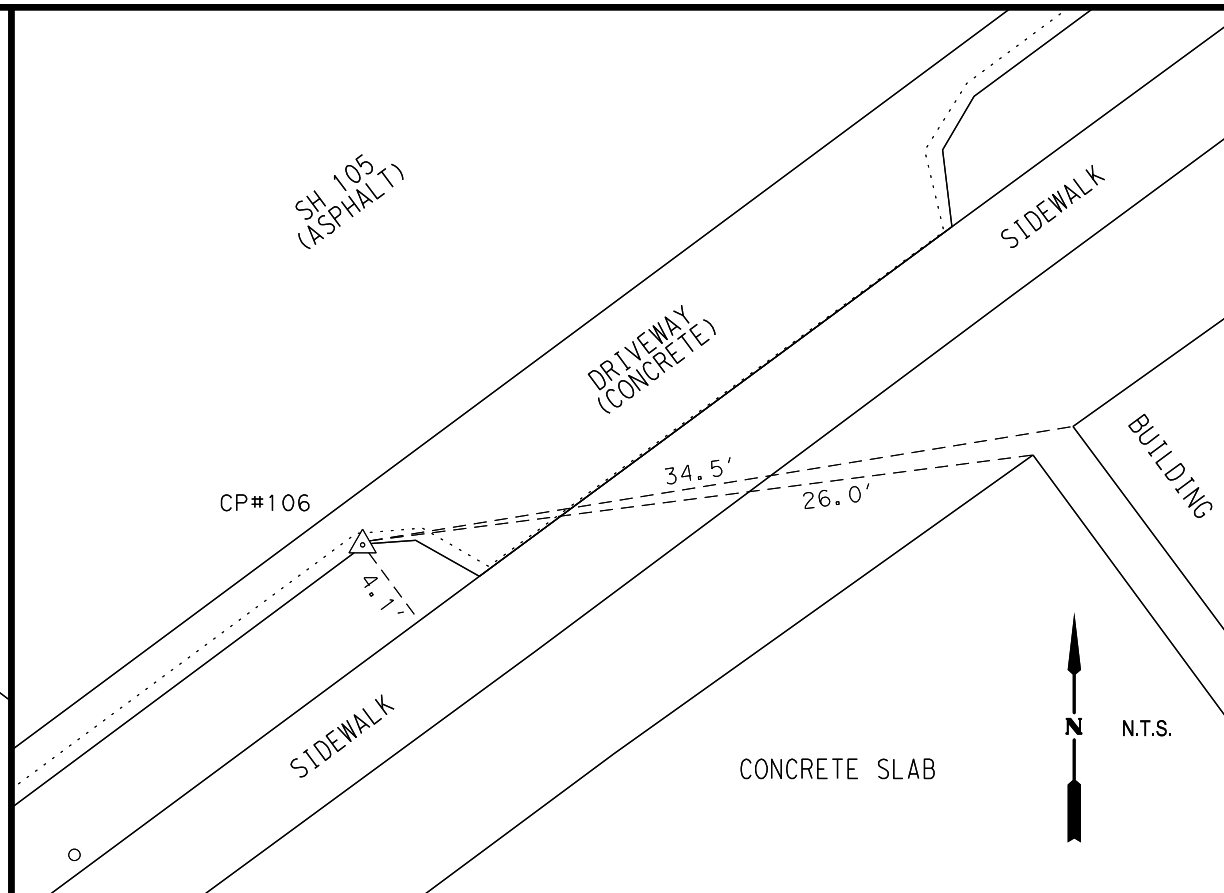 SH 105
(ASPHALT)
SIDEWALK
DRIVEWAY
(CONCRETE)
BUILDING
34.5'
26.0'
CP#106
4.1'
SIDEWALK
N
N.T.S.
CONCRETE SLAB